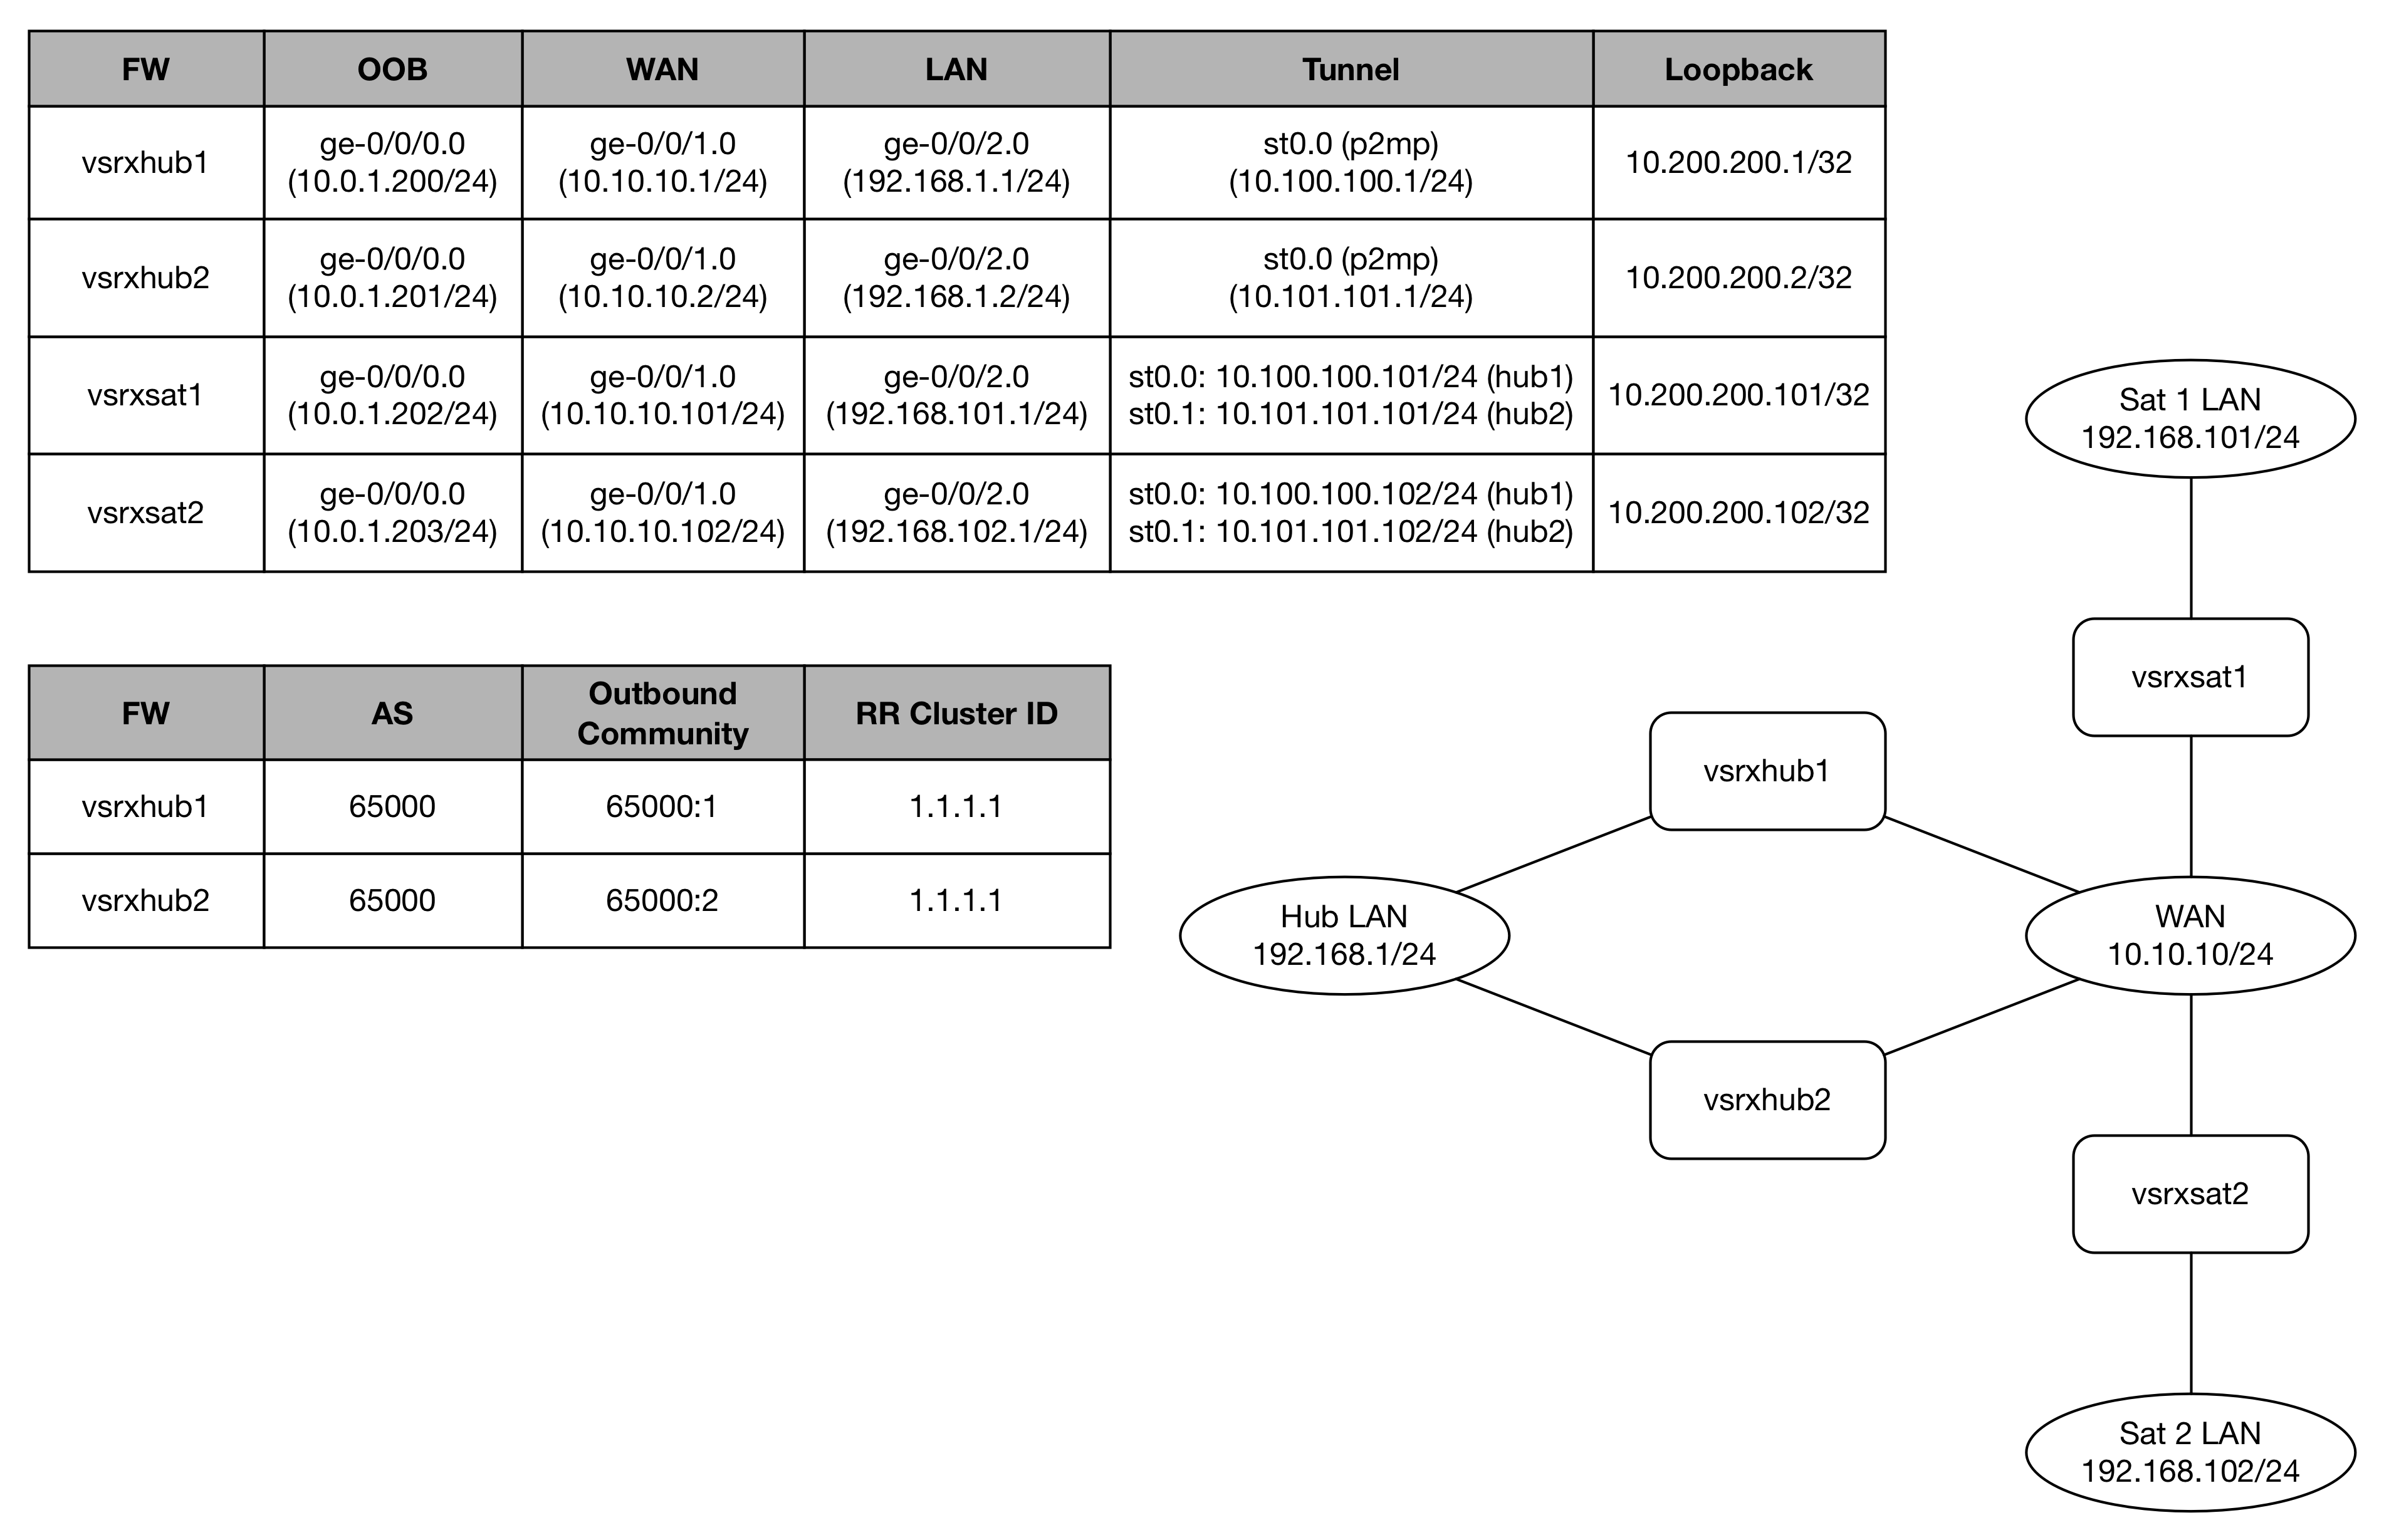 FW
OOB
WAN
LAN
Tunnel
Loopback
vsrxhub1
ge-0/0/0.0
(10.0.1.200/24)
ge-0/0/1.0
(10.10.10.1/24)
ge-0/0/2.0
(192.168.1.1/24)
st0.0 (p2mp)
(10.100.100.1/24)
10.200.200.1/32
vsrxhub2
ge-0/0/0.0
(10.0.1.201/24)
ge-0/0/1.0
(10.10.10.2/24)
ge-0/0/2.0
(192.168.1.2/24)
st0.0 (p2mp)
(10.101.101.1/24)
10.200.200.2/32
vsrxsat1
ge-0/0/0.0
(10.0.1.202/24)
ge-0/0/1.0
(10.10.10.101/24)
ge-0/0/2.0
(192.168.101.1/24)
st0.0: 10.100.100.101/24 (hub1)
st0.1: 10.101.101.101/24 (hub2)
10.200.200.101/32
vsrxsat2
ge-0/0/0.0
(10.0.1.203/24)
ge-0/0/1.0
(10.10.10.102/24)
ge-0/0/2.0
(192.168.102.1/24)
st0.0: 10.100.100.102/24 (hub1)
st0.1: 10.101.101.102/24 (hub2)
10.200.200.102/32
FW
AS
Outbound
Community
RR Cluster ID
vsrxhub1
65000
65000:1
1.1.1.1
vsrxhub2
65000
65000:2
1.1.1.1
Sat 1 LAN
192.168.101/24
vsrxsat1
vsrxhub1
Hub LAN
192.168.1/24
WAN
10.10.10/24
vsrxhub2
vsrxsat2
Sat 2 LAN
192.168.102/24